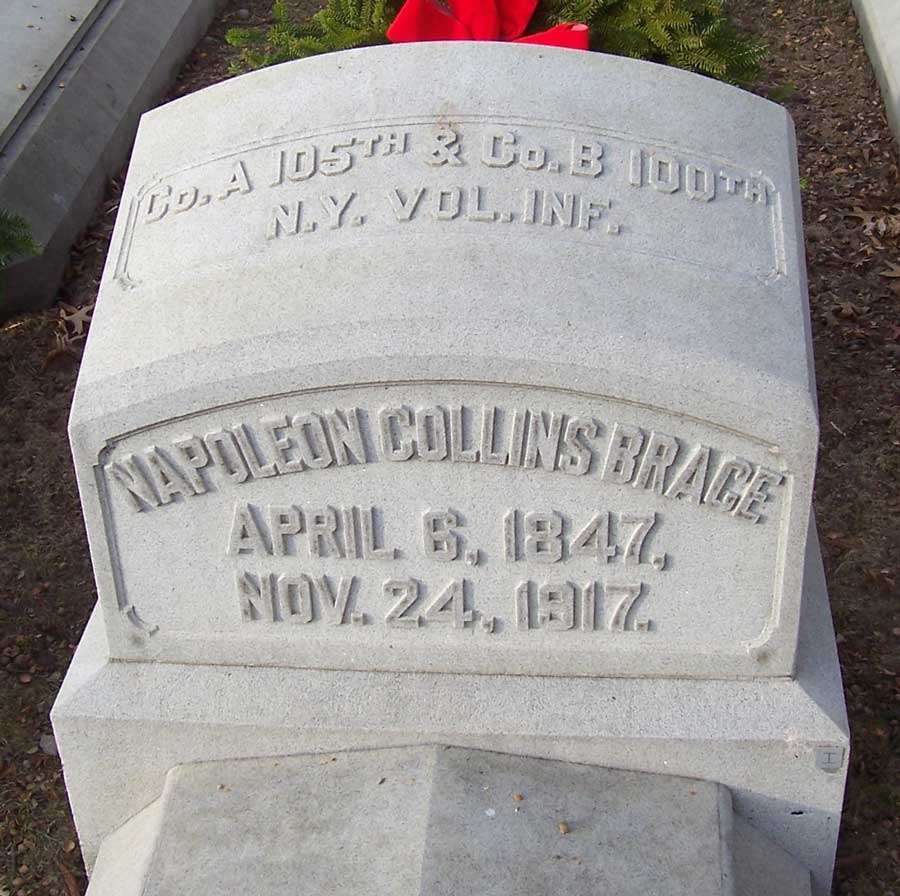 Co. A 105TH & Co. B 100TH
N.Y. VOL. INF.
NAPOLEON COLLINS BRACE
APRIL 6, 1847,
NOV. 24, 1917.
I